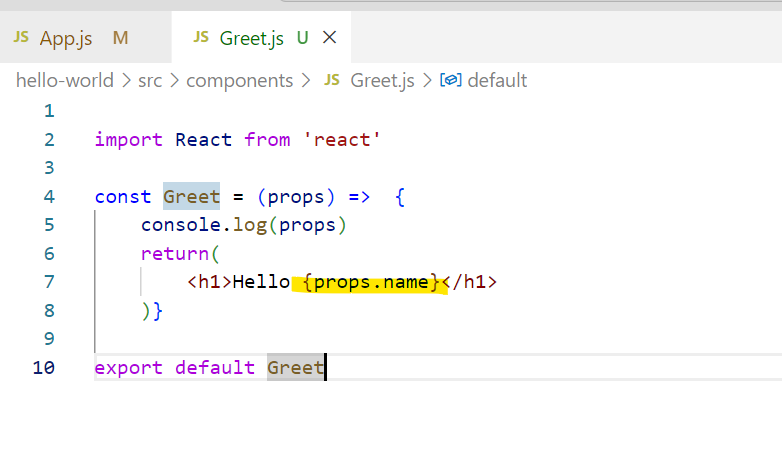 JS App.js M JS Greet.js U ×
hello-world > src > components > JS Greet.js > default
1
2 import React from 'react'
3
4 const Greet = (props) =>  {
5     console.log(props)
6     return(
7         <h1>Hello {props.name}</h1>
8     )}
9
10 export default Greet